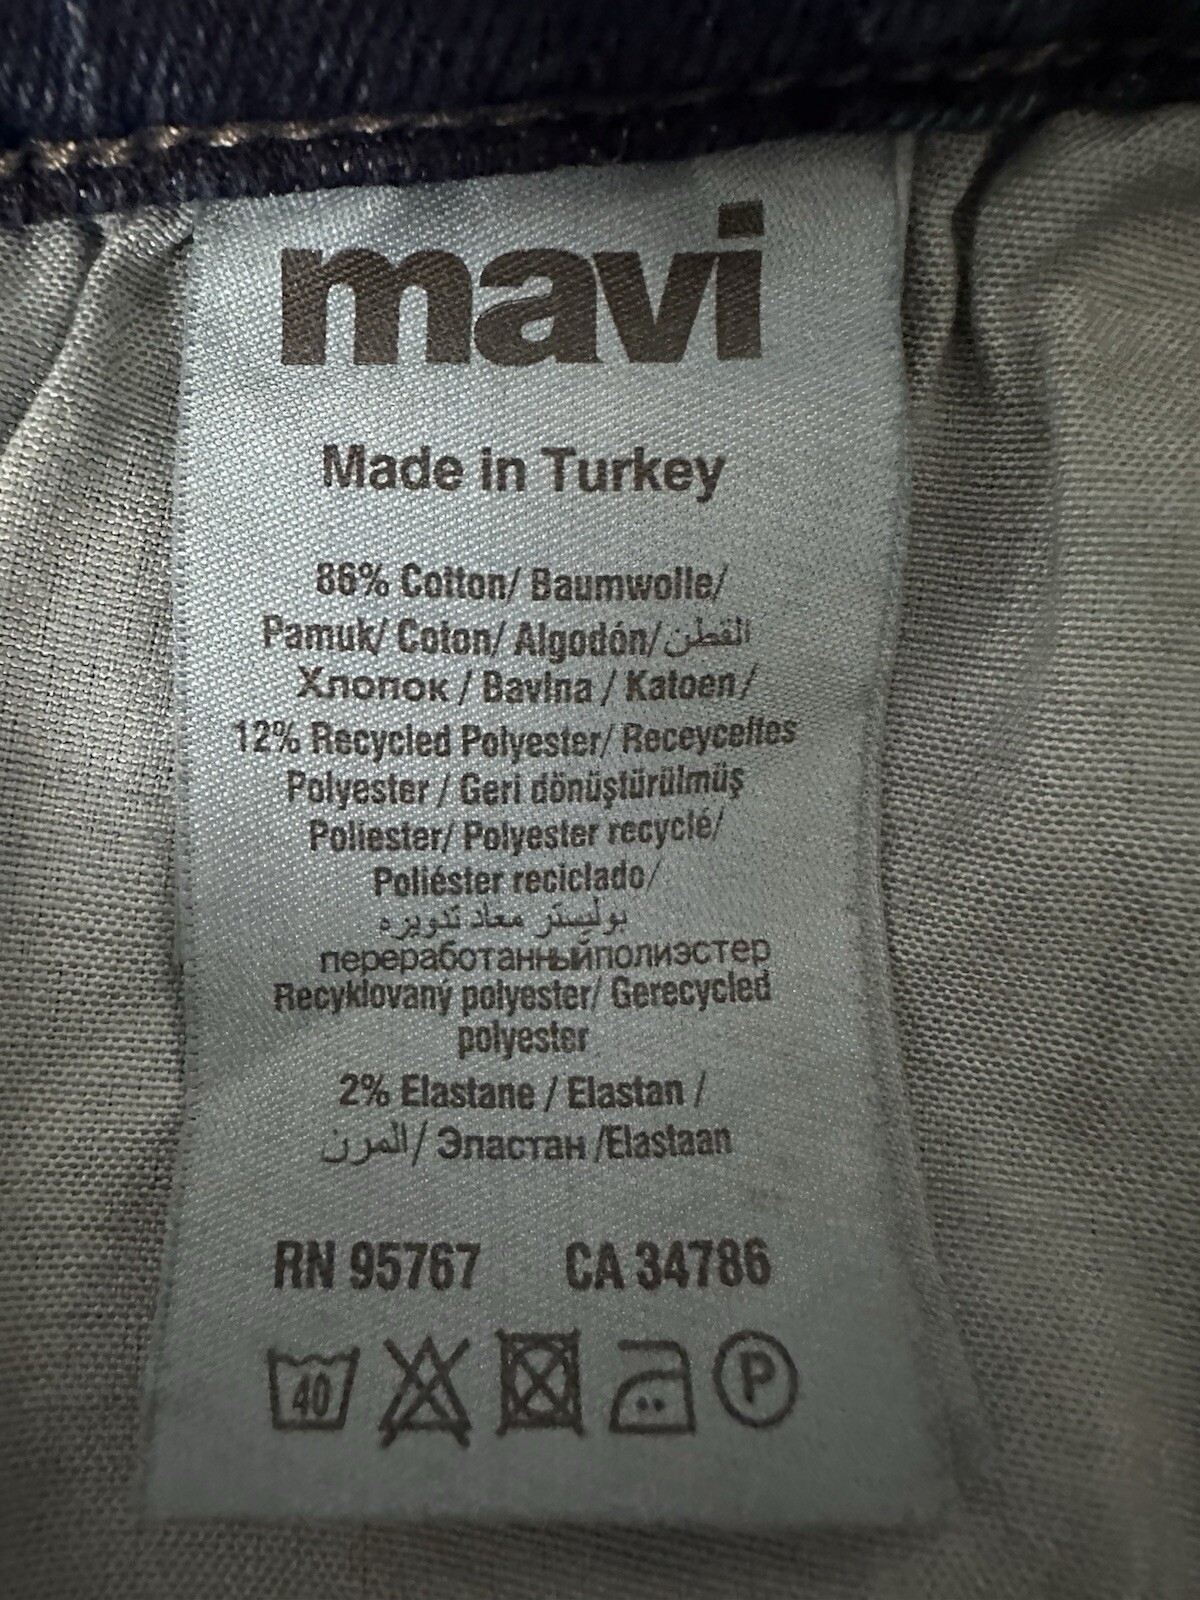 mavi
Made in Turkey
86% Cotton/ Baumwolle/
Pamuk/ Coton/ Algodón/القطن
Хлопок / Bavlna / Katoen/
12% Recycled Polyester/ Receyceltes
Polyester / Geri dönüştürülmüş
Poliester/ Polyester recyclé/
Poliéster reciclado/
بوليستر معاد تدويره
переработанныйполиэстер
Recyklovaný polyester/ Gerecycled
polyester
2% Elastane / Elastan /
المرن/ Эластан /Elastaan
RN 95767 CA 34786
40 P